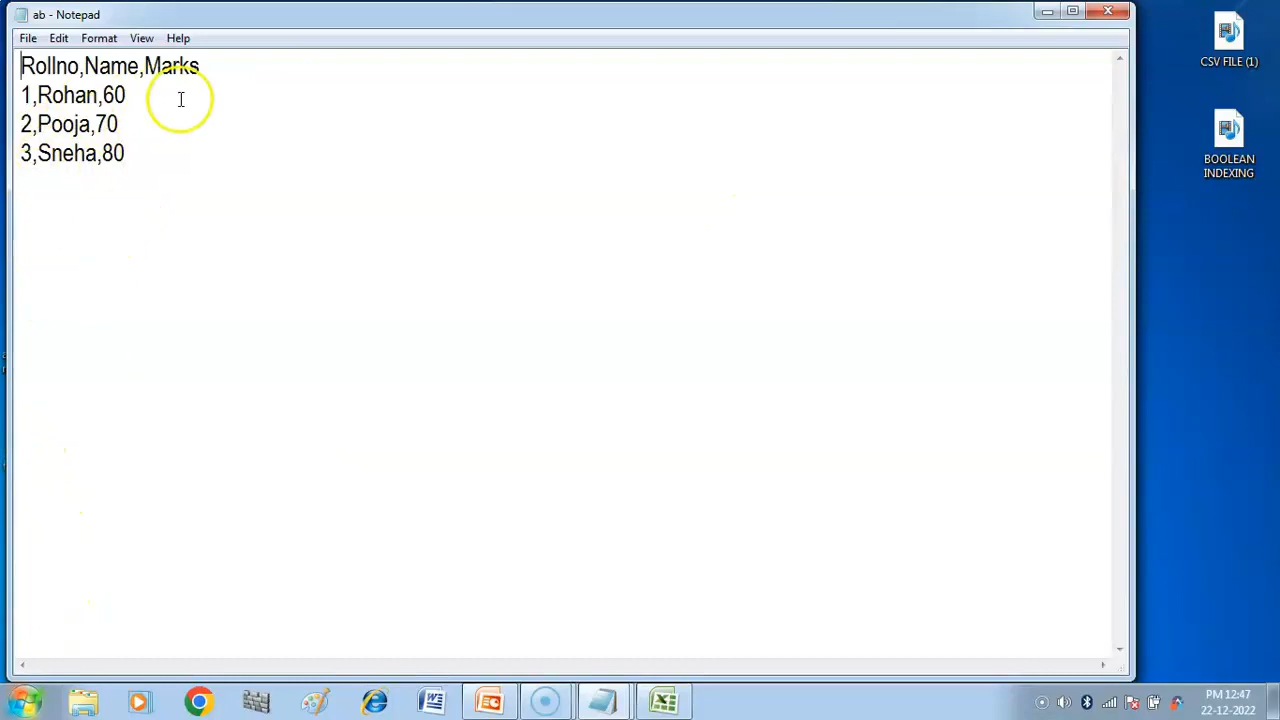 ab - Notepad
File Edit Format View Help
Rollno,Name,Marks
1,Rohan,60
2,Pooja,70
3,Sneha,80
CSV FILE (1)
BOOLEAN
INDEXING
PM 12:47
22-12-2022